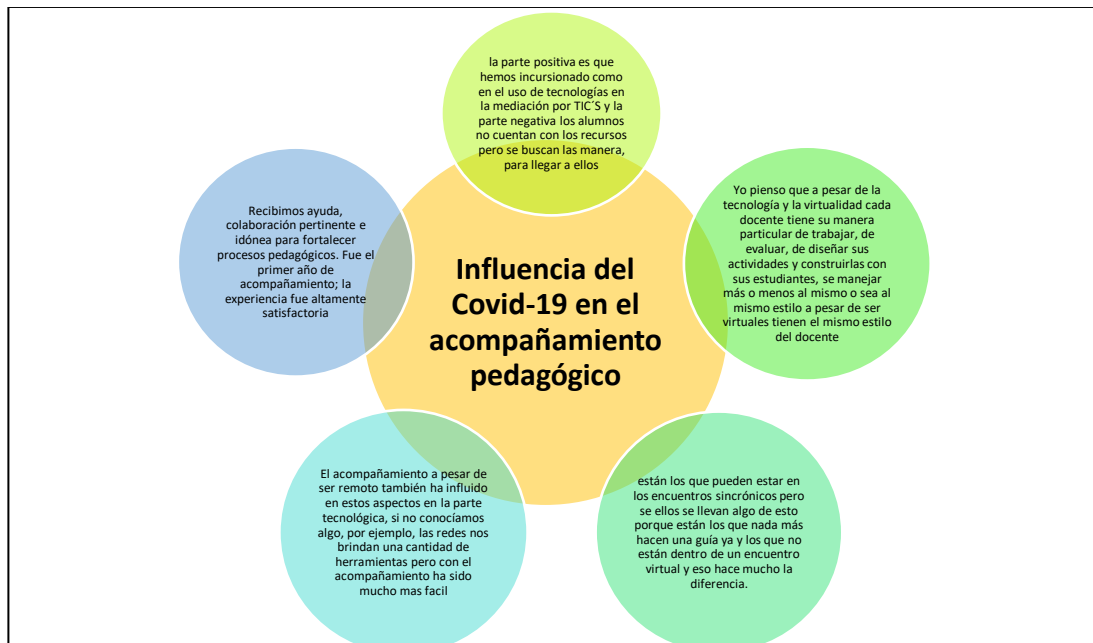 la parte positiva es que
hemos incursionado como
en el uso de tecnologías en
la mediación por TIC´S y la
parte negativa los alumnos
no cuentan con los recursos
pero se buscan las manera,
para llegar a ellos
Yo pienso que a pesar de la
tecnología y la virtualidad cada
docente tiene su manera
particular de trabajar, de
evaluar, de diseñar sus
actividades y construirlas con
sus estudiantes, se manejar
más o menos al mismo o sea al
mismo estilo a pesar de ser
virtuales tienen el mismo estilo
del docente
están los que pueden estar en
los encuentros sincrónicos pero
se ellos se llevan algo de esto
porque están los que nada más
hacen una guía ya y los que no
están dentro de un encuentro
virtual y eso hace mucho la
diferencia.
El acompañamiento a pesar de
ser remoto también ha influido
en estos aspectos en la parte
tecnológica, si no conocíamos
algo, por ejemplo, las redes nos
brindan una cantidad de
herramientas pero con el
acompañamiento ha sido
mucho mas facil
Recibimos ayuda,
colaboración pertinente e
idónea para fortalecer
procesos pedagógicos. Fue el
primer año de
acompañamiento; la
experiencia fue altamente
satisfactoria
Influencia del
Covid-19 en el
acompañamiento
pedagógico